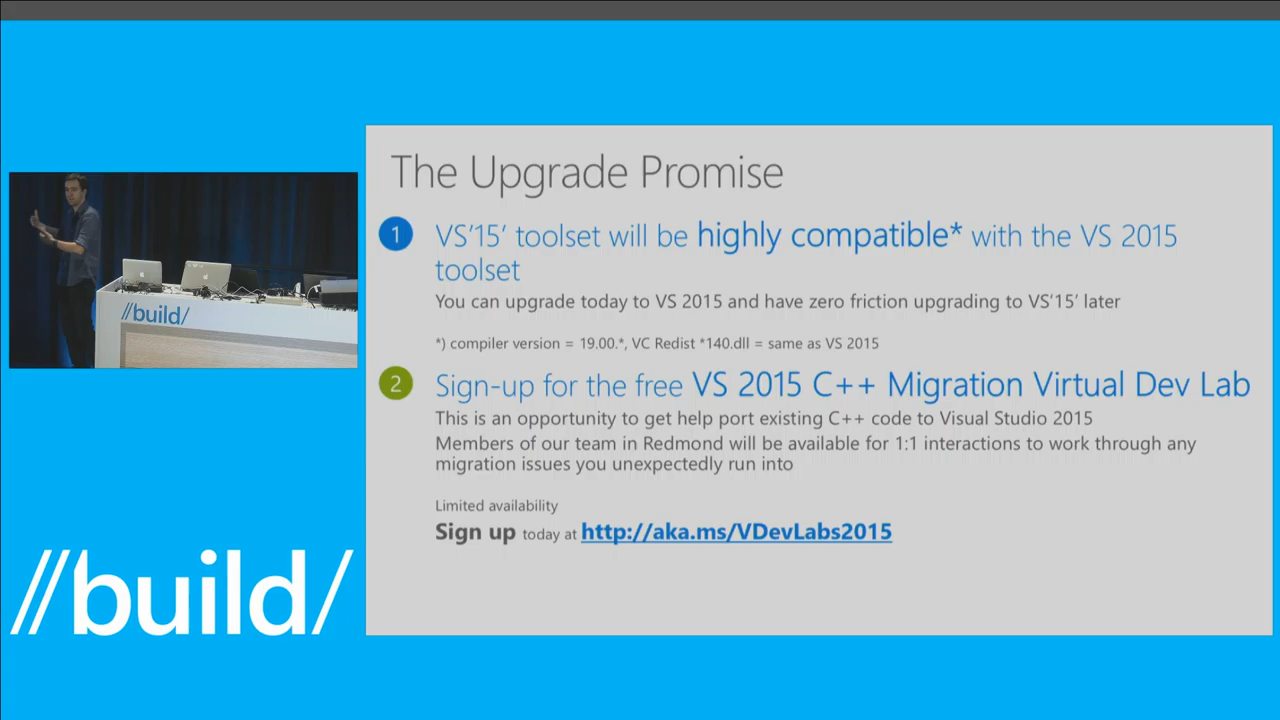 The Upgrade Promise
1 VS'15' toolset will be highly compatible* with the VS 2015
toolset
You can upgrade today to VS 2015 and have zero friction upgrading to VS'15' later
*) compiler version = 19.00.*, VC Redist *140.dll = same as VS 2015
2 Sign-up for the free VS 2015 C++ Migration Virtual Dev Lab
This is an opportunity to get help port existing C++ code to Visual Studio 2015
Members of our team in Redmond will be available for 1:1 interactions to work through any
migration issues you unexpectedly run into
Limited availability
Sign up today at http://aka.ms/VDevLabs2015
//build/
//build/